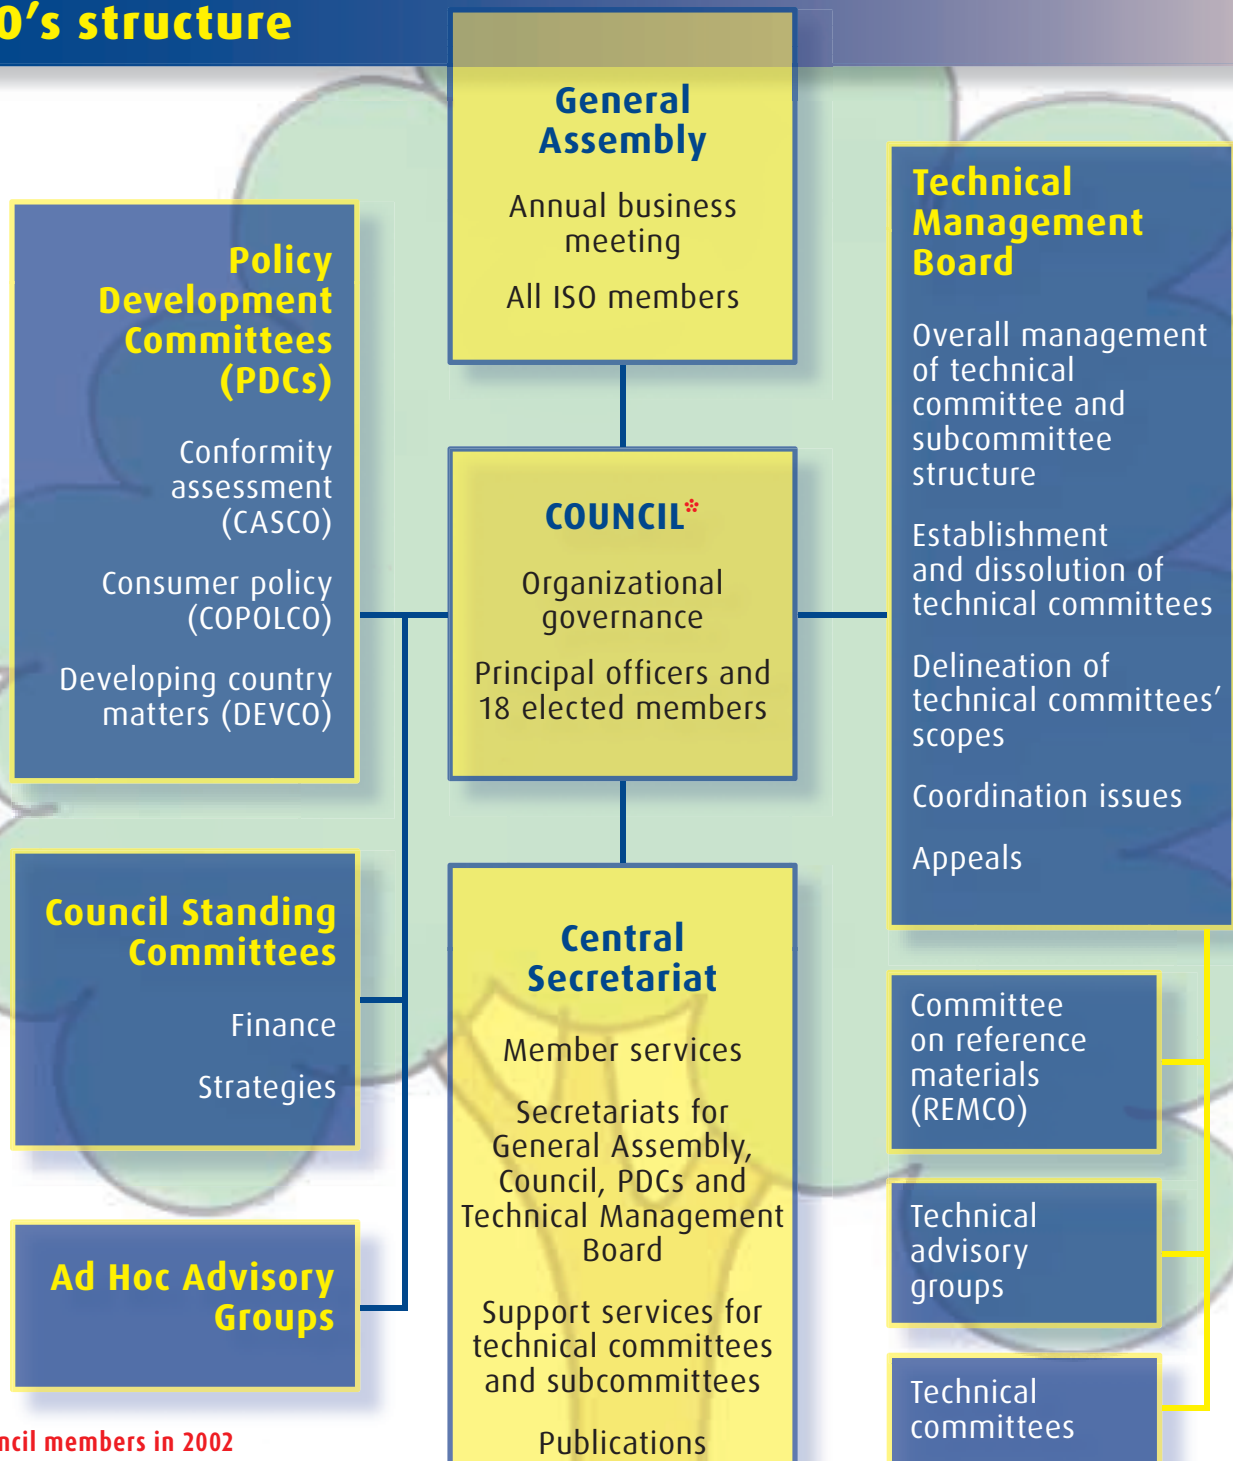 O's structure
General
Assembly
Annual business
meeting
All ISO members
Policy
Development
Committees
(PDCs)
Conformity
assessment
(CASCO)
Consumer policy
(COPOLCO)
Developing country
matters (DEVCO)
COUNCIL*
Organizational
governance
Principal officers and
18 elected members
Technical
Management
Board
Overall management
of technical
committee and
subcommittee
structure
Establishment
and dissolution of
technical committees
Delineation of
technical committees'
scopes
Coordination issues
Appeals
Council Standing
Committees
Finance
Strategies
Central
Secretariat
Member services
Secretariats for
General Assembly,
Council, PDCs and
Technical Management
Board
Support services for
technical committees
and subcommittees
Publications
Committee
on reference
materials
(REMCO)
Technical
advisory
groups
Technical
committees
Ad Hoc Advisory
Groups
ncil members in 2002